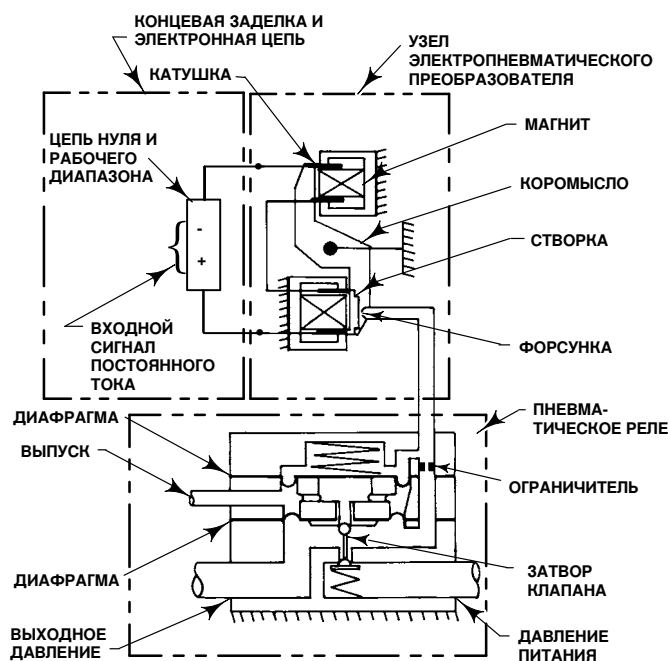 КОНЦЕВАЯ ЗАДЕЛКА И
ЭЛЕКТРОННАЯ ЦЕПЬ
УЗЕЛ
ЭЛЕКТРОПНЕВМАТИЧЕСКОГО
ПРЕОБРАЗОВАТЕЛЯ
КАТУШКА
ЦЕПЬ НУЛЯ И
РАБОЧЕГО
ДИАПАЗОНА
МАГНИТ
КОРОМЫСЛО
СТВОРКА
-
+
ВХОДНОЙ
СИГНАЛ
ПОСТОЯННОГО
ТОКА
ФОРСУНКА
ДИАФРАГМА
ПНЕВМА-
ТИЧЕСКОЕ РЕЛЕ
ВЫПУСК
ОГРАНИЧИТЕЛЬ
ДИАФРАГМА
ЗАТВОР
КЛАПАНА
ВЫХОДНОЕ
ДАВЛЕНИЕ
ДАВЛЕНИЕ
ПИТАНИЯ